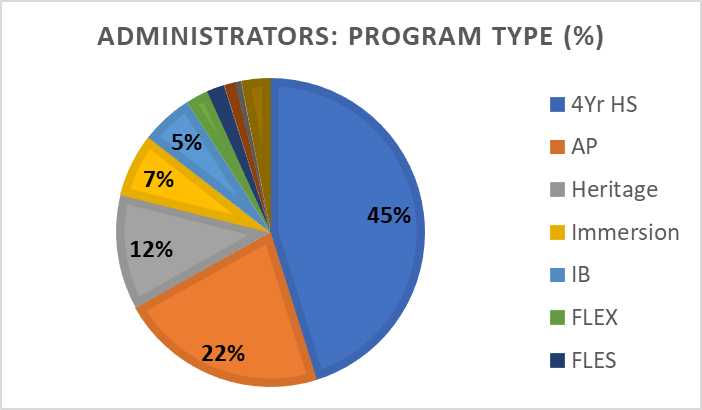 ADMINISTRATORS: PROGRAM TYPE (%)
45%
22%
12%
7%
5%
4Yr HS
AP
Heritage
Immersion
IB
FLEX
FLES